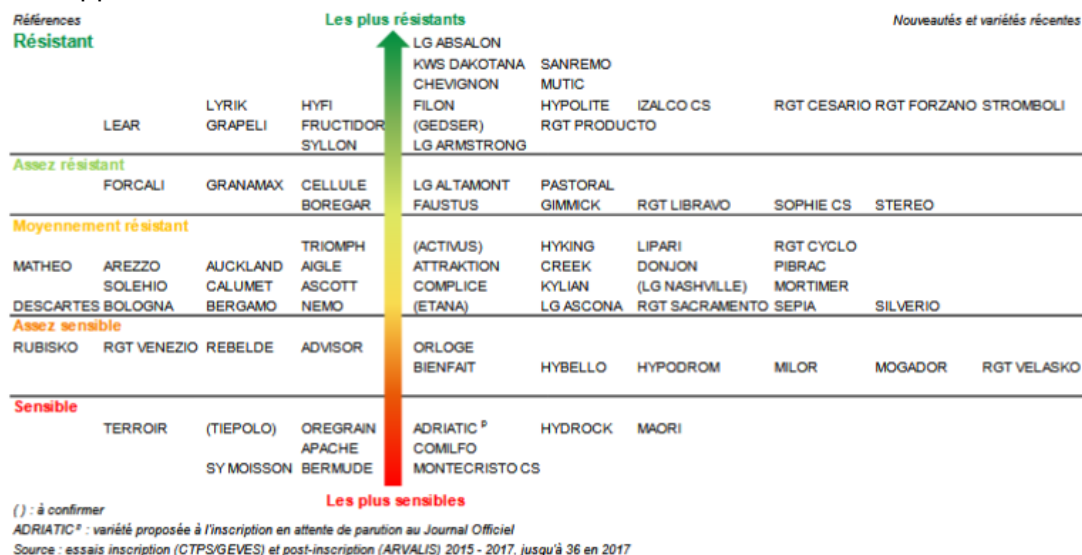 Références Les plus résistants Nouveautés et variétés récentes
Résistant LG ABSALON
KWS DAKOTANA SANREMO
CHEVIGNON MUTIC
LYRIK HYFI FILON HYPOLITE IZALCO CS RGT CESARIO RGT FORZANO STROMBOLI
LEAR GRAPELI FRUCTIDOR (GEDSER) RGT PRODUCTO
SYLLON LG ARMSTRONG
Assez résistant
FORCALI GRANAMAX CELLULE LG ALTAMONT PASTORAL
BOREGAR FAUSTUS GIMMICK RGT LIBRAVO SOPHIE CS STEREO
Moyennement résistant
TRIOMPH (ACTIVUS) HYKING LIPARI RGT CYCLO
MATHEO AREZZO AUCKLAND AIGLE ATTRAKTION CREEK DONJON PIBRAC
SOLEHIO CALUMET ASCOTT COMPLICE KYLIAN (LG NASHVILLE) MORTIMER
DESCARTES BOLOGNA BERGAMO NEMO (ETANA) LG ASCONA RGT SACRAMENTO SEPIA SILVERIO
Assez sensible
RUBISKO RGT VENEZIO REBELDE ADVISOR ORLOGE
BIENFAIT HYBELLO HYPODROM MILOR MOGADOR RGT VELASKO
Sensible
TERROIR (TIEPOLO) OREGRAIN ADRIATIC ᵖ HYDROCK MAORI
APACHE COMILFO
SY MOISSON BERMUDE MONTECRISTO CS
Les plus sensibles
( ) : à confirmer
ADRIATIC ᵖ : variété proposée à l'inscription en attente de parution au Journal Officiel
Source : essais inscription (CTPS/GEVES) et post-inscription (ARVALIS) 2015 - 2017, jusqu'à 36 en 2017